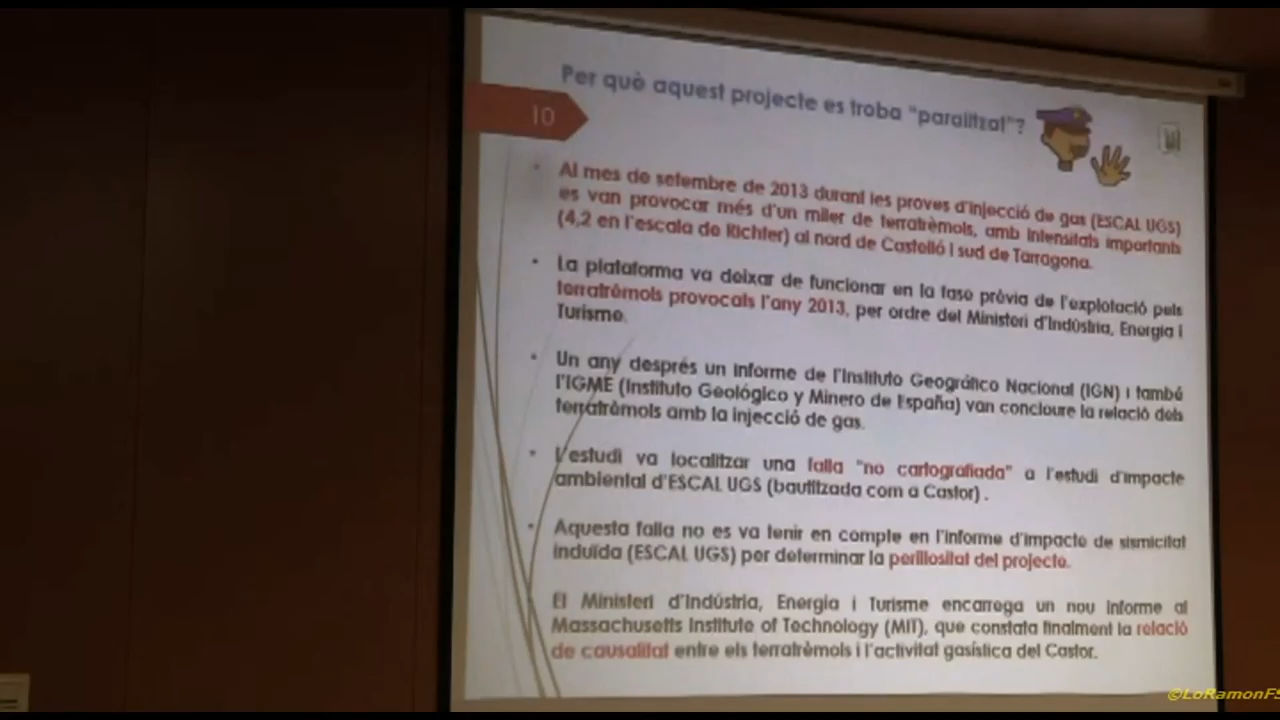 Per què aquest projecte es troba "paralitzat"?
10
Al mes de setembre de 2013 durant les proves d'injecció de gas (ESCAL UGS)
es van provocar més d'un miler de terratrèmols, amb intensitats importants
(4,2 en l'escala de Richter) al nord de Castelló i sud de Tarragona.
La plataforma va deixar de funcionar en la fase prèvia de l'explotació pels
terratrèmols provocats l'any 2013, per ordre del Ministeri d'Indústria, Energia i
Turisme.
Un any després un informe de l'Instituto Geográfico Nacional (IGN) i també
l'IGME (Instituto Geológico y Minero de España) van concloure la relació dels
terratrèmols amb la injecció de gas.
L'estudi va localitzar una falla "no cartografiada" a l'estudi d'impacte
ambiental d'ESCAL UGS (bautitzada com a Castor).
Aquesta falla no es va tenir en compte en l'informe d'impacte de sismicitat
induïda (ESCAL UGS) per determinar la perillositat del projecte.
El Ministeri d'Indústria, Energia i Turisme encarrega un nou informe al
Massachusetts Institute of Technology (MIT), que constata finalment la relació
de causalitat entre els terratrèmols i l'activitat gasística del Castor.
©LoRamonFS